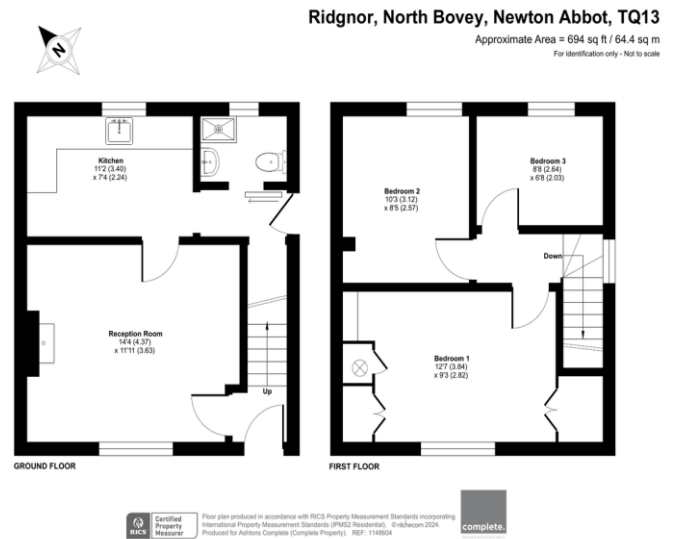 Ridgnor, North Bovey, Newton Abbot, TQ13
Approximate Area = 694 sq ft / 64.4 sq m
For identification only - Not to scale
N
Kitchen
11'2 (3.40)
x 7'4 (2.24)
Reception Room
14'4 (4.37)
x 11'11 (3.63)
Up
GROUND FLOOR
Bedroom 2
10'3 (3.12)
x 8'5 (2.57)
Bedroom 3
8'8 (2.64)
x 6'8 (2.03)
Down
Bedroom 1
12'7 (3.84)
x 9'3 (2.82)
FIRST FLOOR
RICS
Certified
Property
Measurer
Floor plan produced in accordance with RICS Property Measurement Standards incorporating
International Property Measurement Standards (IPMS2 Residential). © nichecom 2024.
Produced for Ashtons Complete (Complete Property). REF: 1149604
complete.